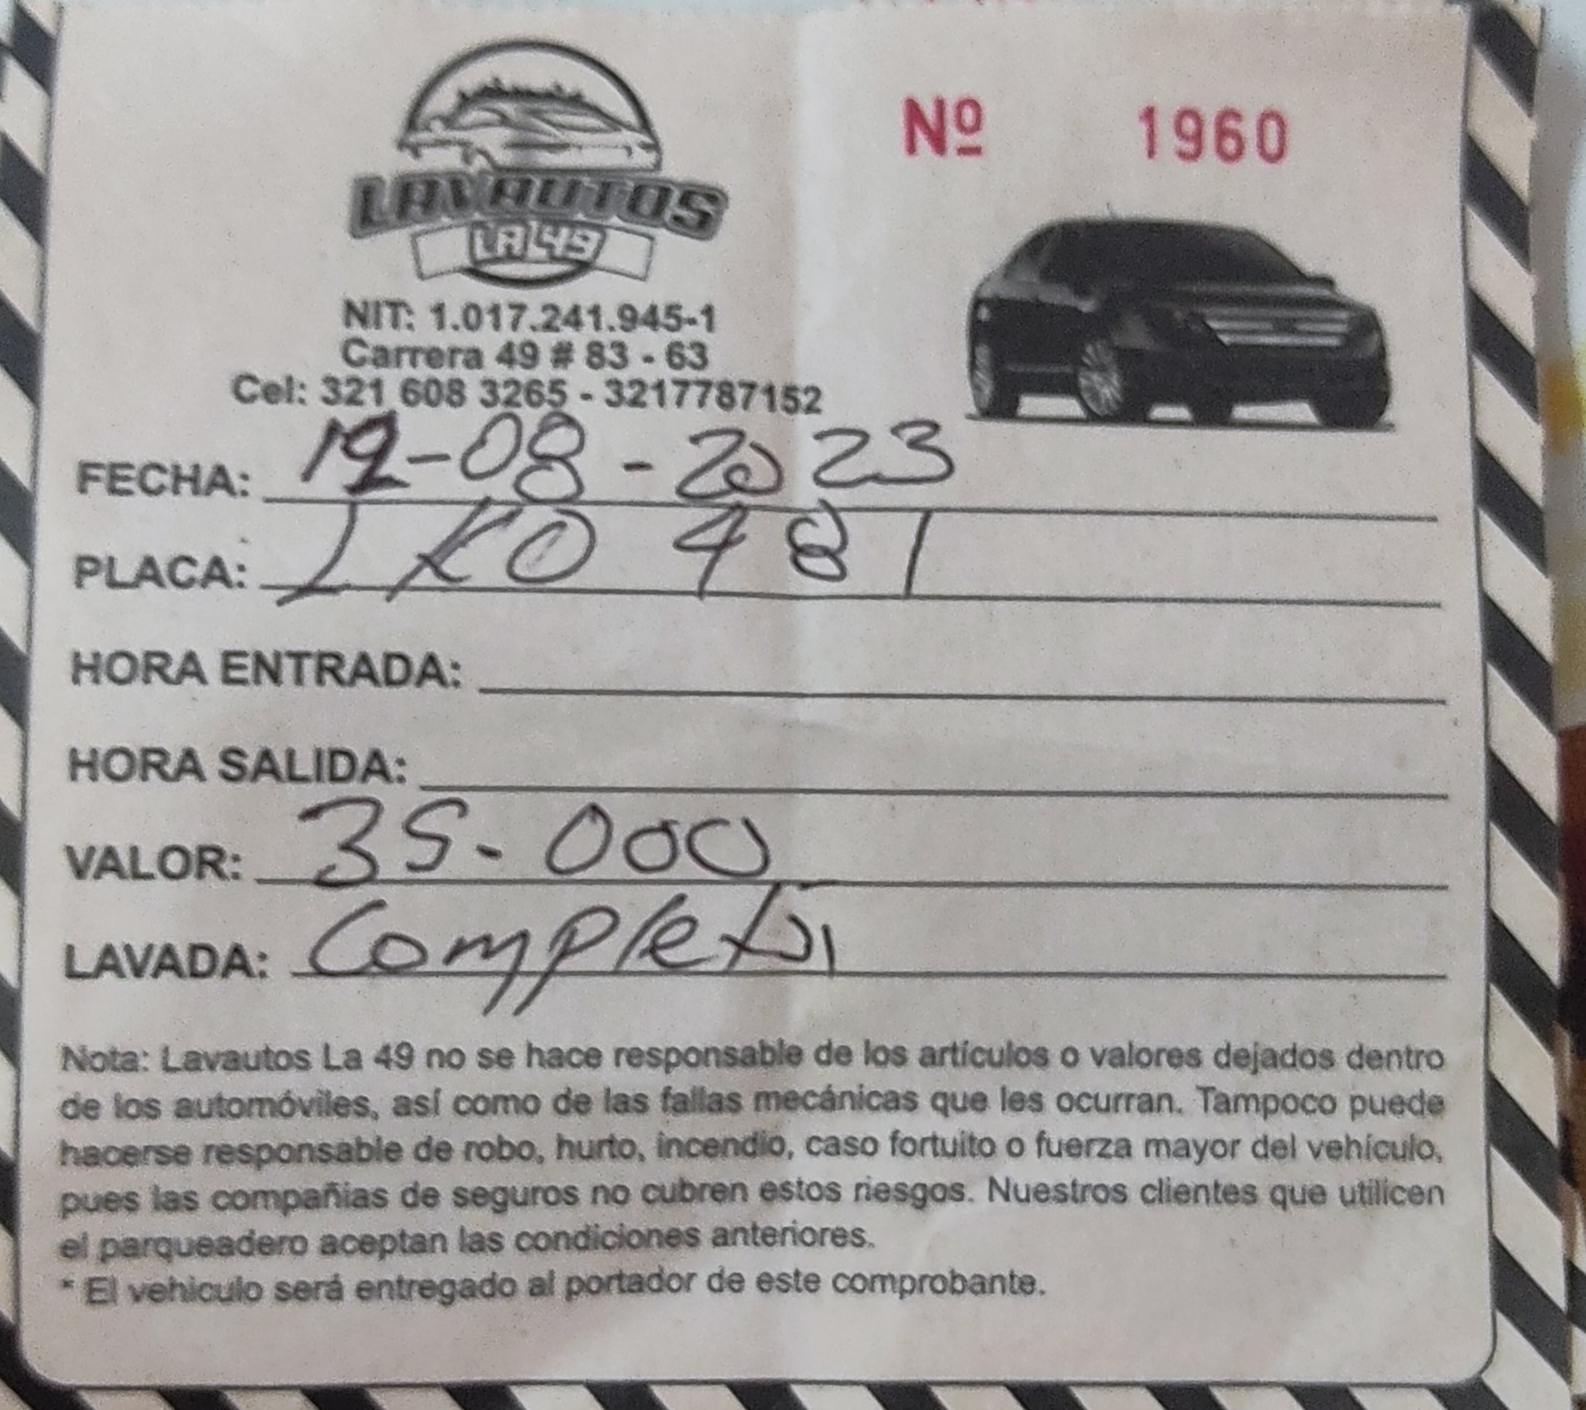 LAVAUTOS
LA 49
Nº 1960
NIT: 1.017.241.945-1
Carrera 49 # 83 - 63
Cel: 321 608 3265 - 3217787152
FECHA: 12-08-2023
PLACA: LKO 481
HORA ENTRADA:
HORA SALIDA:
VALOR: 35-000
LAVADA: Completa
Nota: Lavautos La 49 no se hace responsable de los artículos o valores dejados dentro
de los automóviles, así como de las fallas mecánicas que les ocurran. Tampoco puede
hacerse responsable de robo, hurto, incendio, caso fortuito o fuerza mayor del vehículo,
pues las compañias de seguros no cubren estos riesgos. Nuestros clientes que utilicen
el parqueadero aceptan las condiciones anteriores.
* El vehiculo será entregado al portador de este comprobante.